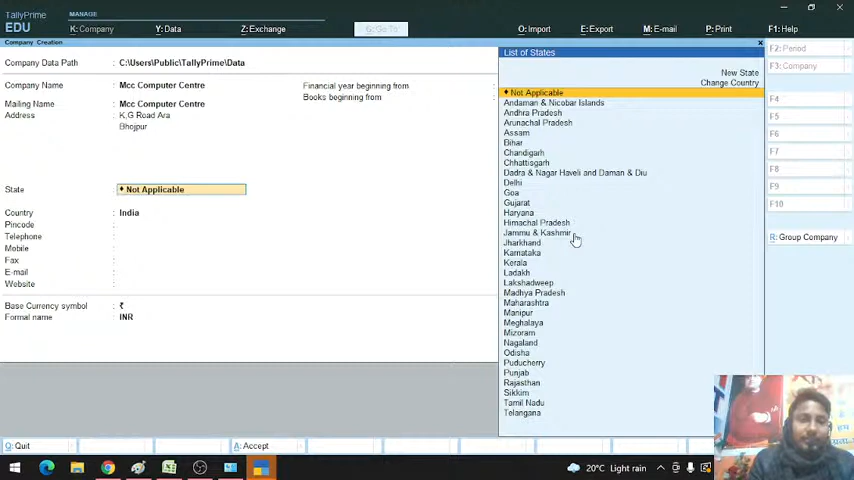 TallyPrime
EDU
MANAGE
K: Company
Y: Data
Z: Exchange
G: Go To
O: Import
E: Export
M: E-mail
P: Print
F1: Help
Company Creation
Company Data Path : C:\Users\Public\TallyPrime\Data
Company Name : Mcc Computer Centre
Financial year beginning from
Mailing Name : Mcc Computer Centre
Books beginning from
Address : K,G Road Ara
Bhojpur
State : ♦ Not Applicable
Country : India
Pincode :
Telephone :
Mobile :
Fax :
E-mail :
Website :
Base Currency symbol : ₹
Formal name : INR
List of States
New State
Change Country
♦ Not Applicable
Andaman & Nicobar Islands
Andhra Pradesh
Arunachal Pradesh
Assam
Bihar
Chandigarh
Chhattisgarh
Dadra & Nagar Haveli and Daman & Diu
Delhi
Goa
Gujarat
Haryana
Himachal Pradesh
Jammu & Kashmir
Jharkhand
Karnataka
Kerala
Ladakh
Lakshadweep
Madhya Pradesh
Maharashtra
Manipur
Meghalaya
Mizoram
Nagaland
Odisha
Puducherry
Punjab
Rajasthan
Sikkim
Tamil Nadu
Telangana
F2: Period
F3: Company
F4
F5
F6
F7
F8
F9
F10
R: Group Company
Q: Quit
A: Accept
20°C Light rain